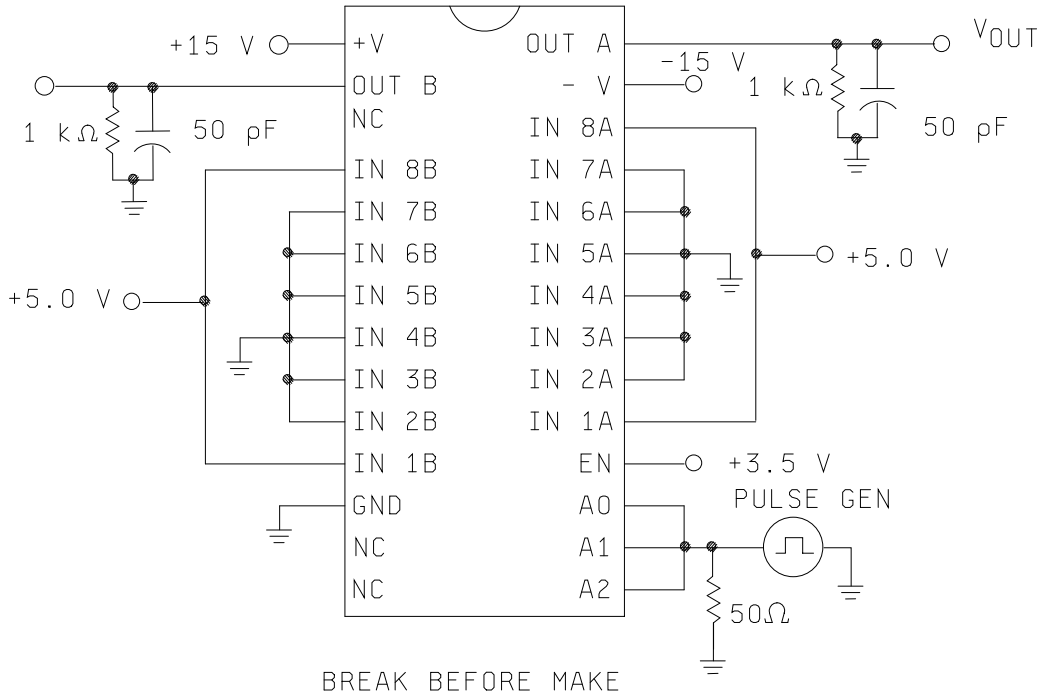 +15 V
+V
OUT A
VOUT
OUT B
-15 V
- V
1 kΩ
50 pF
1 kΩ
50 pF
NC
IN 8A
IN 8B
IN 7A
IN 7B
IN 6A
IN 6B
IN 5A
+5.0 V
+5.0 V
IN 5B
IN 4A
IN 4B
IN 3A
IN 3B
IN 2A
IN 2B
IN 1A
IN 1B
EN
+3.5 V
PULSE GEN
GND
A0
NC
A1
NC
A2
50Ω
BREAK BEFORE MAKE